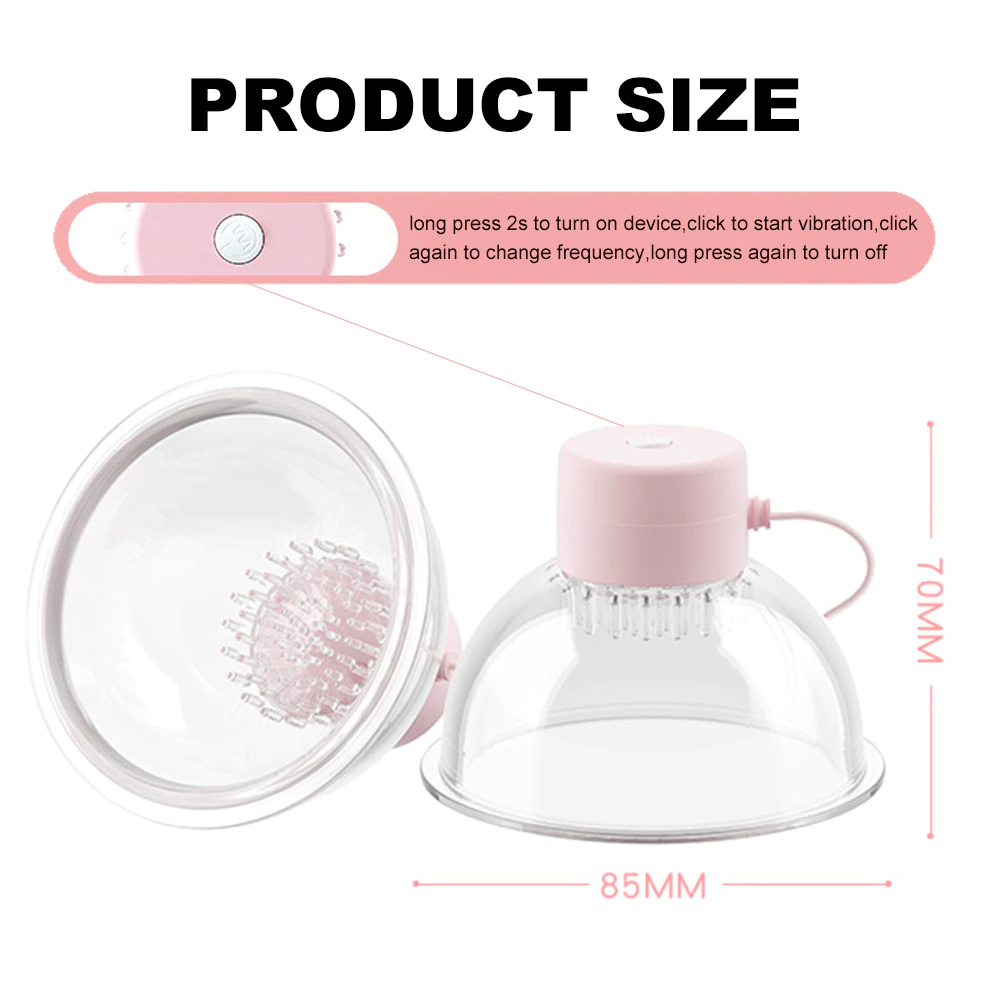 PRODUCT SIZE
long press 2s to turn on device,click to start vibration,click
again to change frequency,long press again to turn off
70MM
85MM